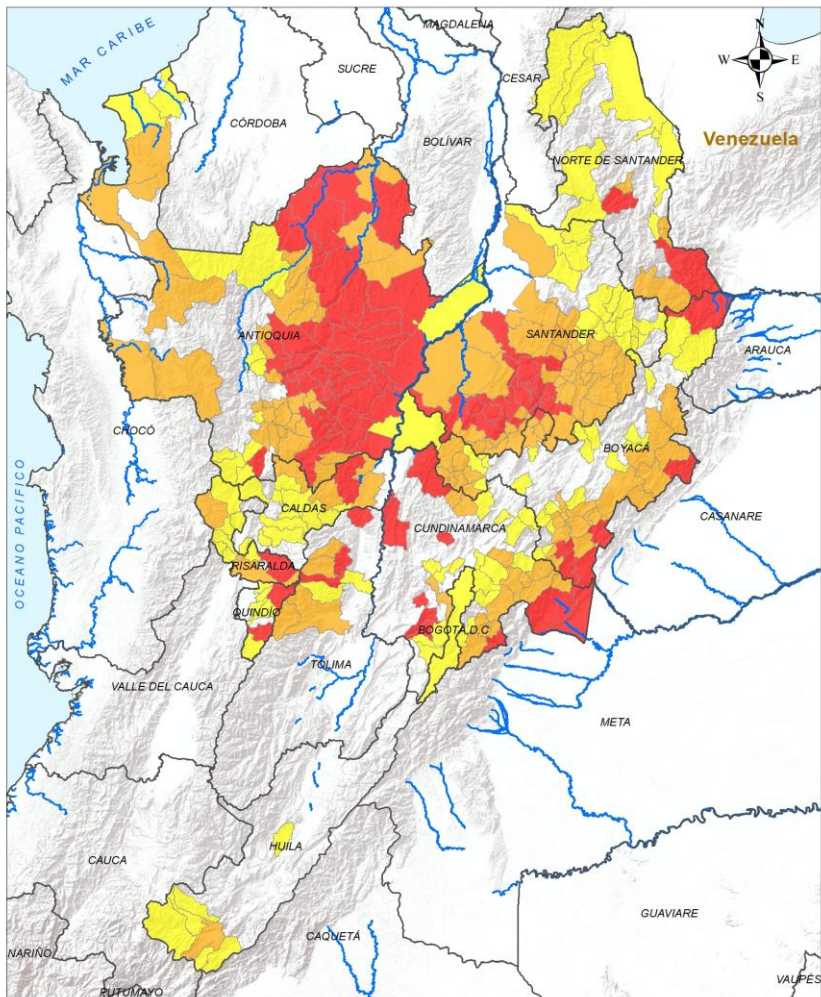 MAGDALENA
N
MAR CARIBE
SUCRE
CESAR
W
E
S
CÓRDOBA
BOLÍVAR
Venezuela
NORTE DE SANTANDER
ANTIOQUIA
SANTANDER
ARAUCA
CHOCÓ
BOYACÁ
CALDAS
CUNDINAMARCA
CASANARE
OCEANO PACIFICO
RISARALDA
QUINDÍO
BOGOTÁ D.C
TOLIMA
VALLE DEL CAUCA
META
HUILA
CAUCA
GUAVIARE
CAQUETÁ
NARIÑO
PUTUMAYO
VAUPÉS